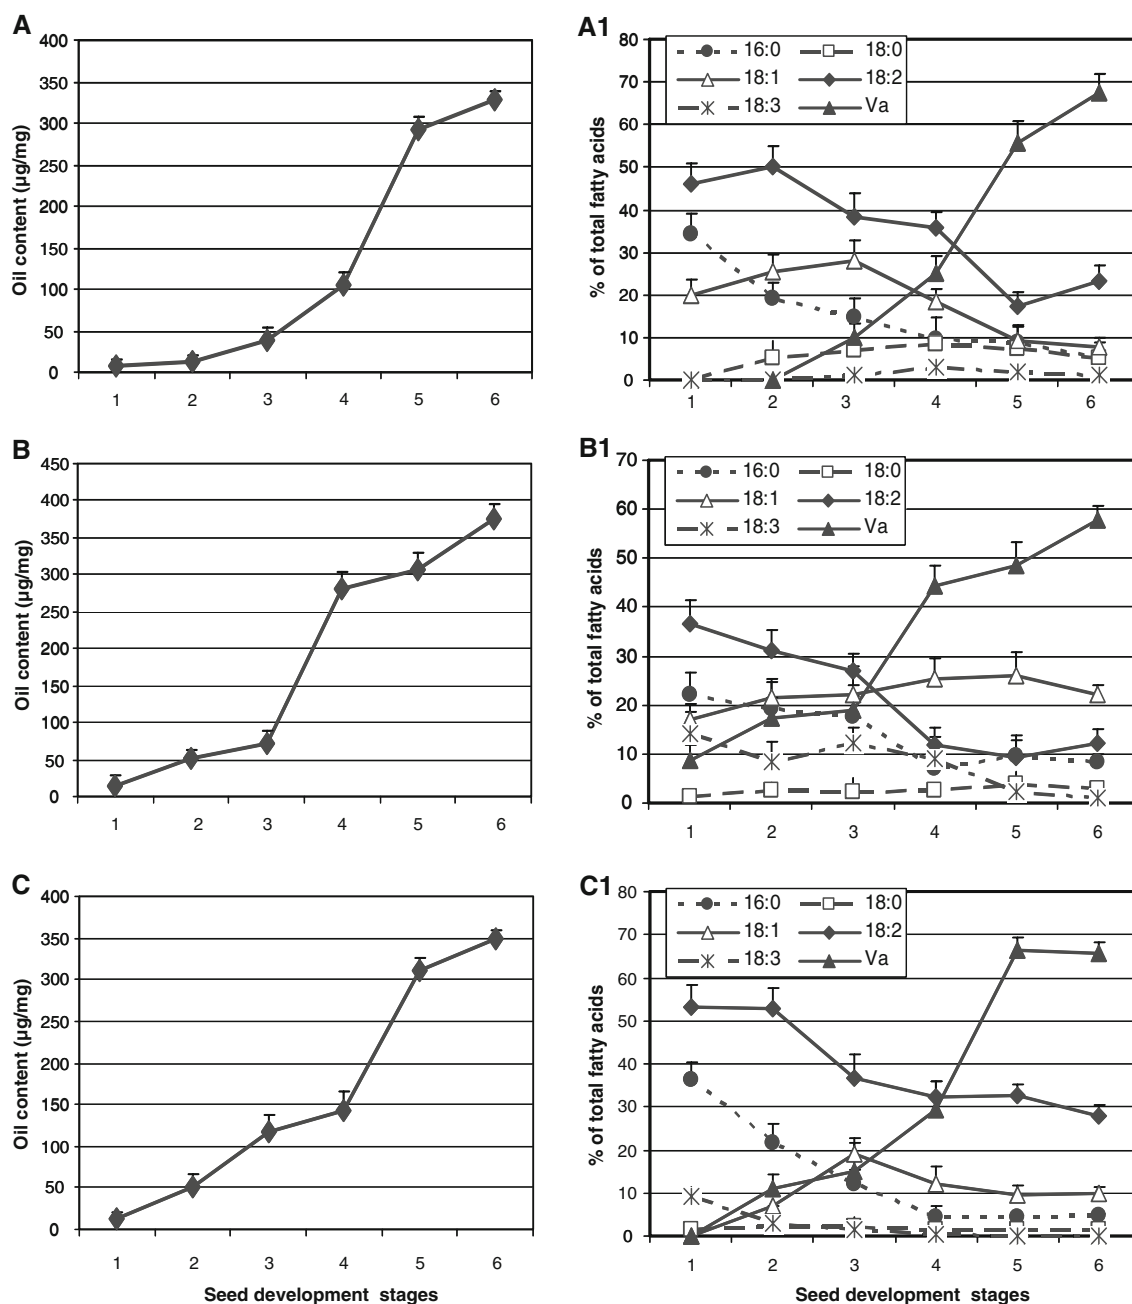 A
Oil content (µg/mg)
400
350
300
250
200
150
100
50
0
1 2 3 4 5 6
A1
% of total fatty acids
80
70
60
50
40
30
20
10
0
16:0 18:0
18:1 18:2
18:3 Va
1 2 3 4 5 6
B
Oil content (µg/mg)
450
400
350
300
250
200
150
100
50
0
1 2 3 4 5 6
B1
% of total fatty acids
70
60
50
40
30
20
10
0
16:0 18:0
18:1 18:2
18:3 Va
1 2 3 4 5 6
C
Oil content (µg/mg)
400
350
300
250
200
150
100
50
0
1 2 3 4 5 6
Seed development stages
C1
% of total fatty acids
80
70
60
50
40
30
20
10
0
16:0 18:0
18:1 18:2
18:3 Va
1 2 3 4 5 6
Seed development stages